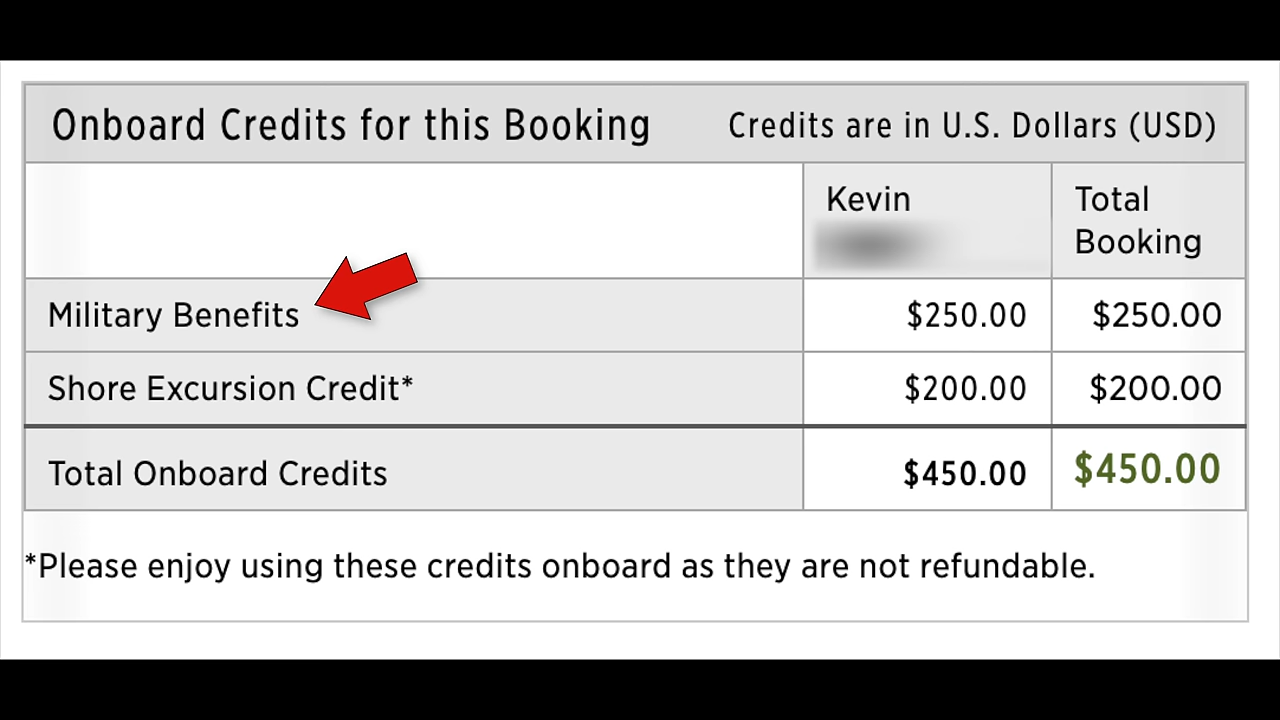 Onboard Credits for this Booking Credits are in U.S. Dollars (USD)
Kevin Total
Booking
Military Benefits $250.00 $250.00
Shore Excursion Credit* $200.00 $200.00
Total Onboard Credits $450.00 $450.00
*Please enjoy using these credits onboard as they are not refundable.